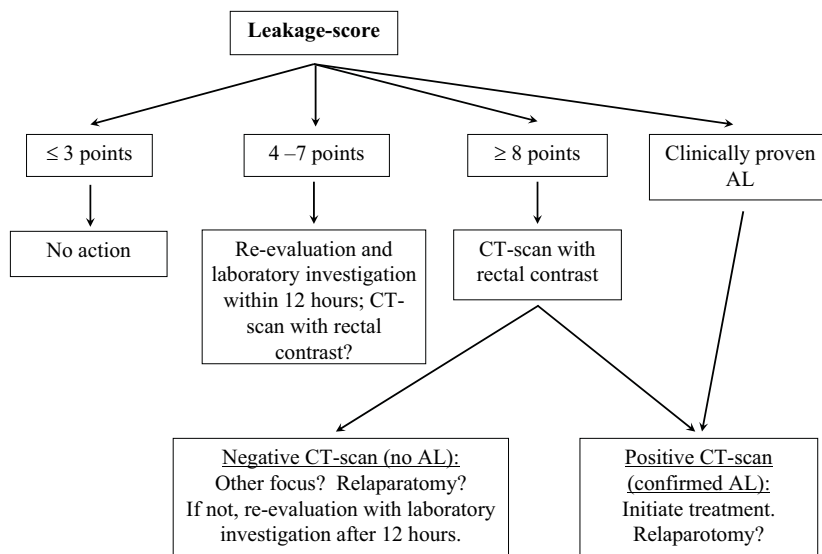 Leakage-score
≤ 3 points
4 –7 points
≥ 8 points
Clinically proven
AL
No action
Re-evaluation and
laboratory investigation
within 12 hours; CT-
scan with rectal
contrast?
CT-scan with
rectal contrast
Negative CT-scan (no AL):
Other focus? Relaparatomy?
If not, re-evaluation with laboratory
investigation after 12 hours.
Positive CT-scan
(confirmed AL):
Initiate treatment.
Relaparotomy?